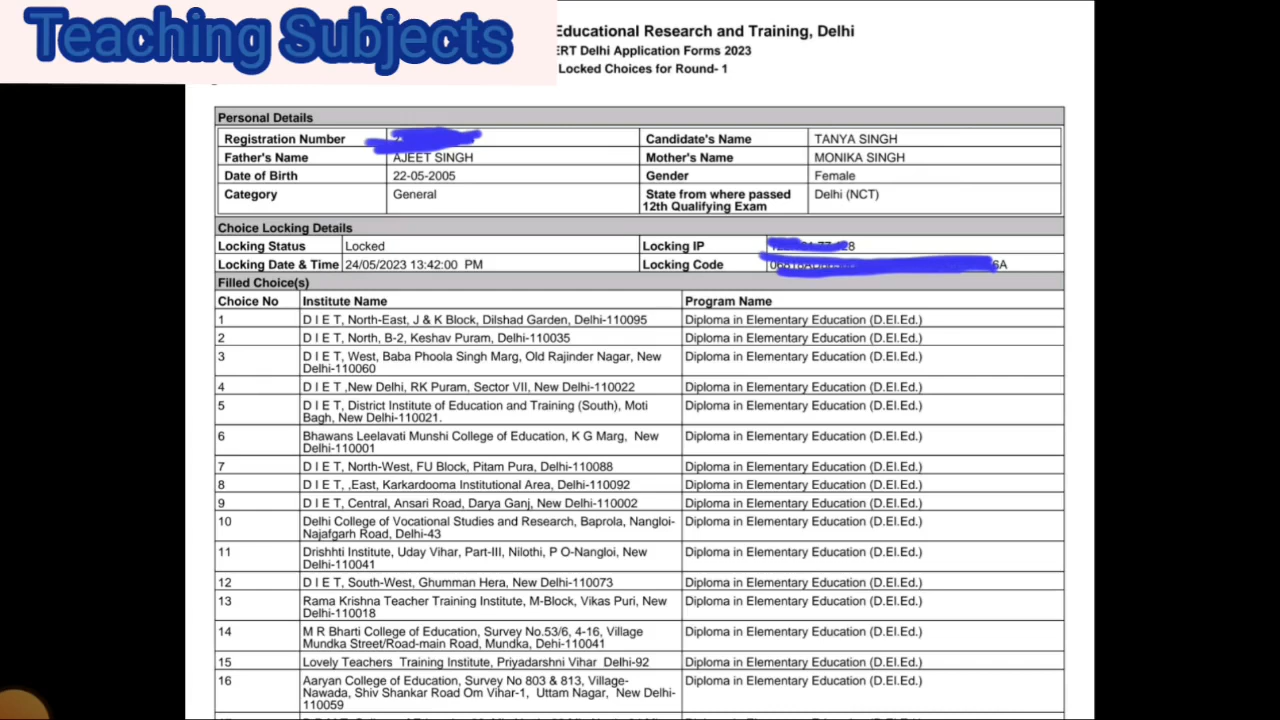 Teaching Subjects
Educational Research and Training, Delhi
ERT Delhi Application Forms 2023
Locked Choices for Round- 1
Personal Details
Registration Number
Candidate's Name TANYA SINGH
Father's Name AJEET SINGH Mother's Name MONIKA SINGH
Date of Birth 22-05-2005 Gender Female
Category General State from where passed Delhi (NCT)
12th Qualifying Exam
Choice Locking Details
Locking Status Locked Locking IP
Locking Date & Time 24/05/2023 13:42:00 PM Locking Code
Filled Choice(s)
Choice No Institute Name Program Name
1 D I E T, North-East, J & K Block, Dilshad Garden, Delhi-110095 Diploma in Elementary Education (D.El.Ed.)
2 D I E T, North, B-2, Keshav Puram, Delhi-110035 Diploma in Elementary Education (D.El.Ed.)
3 D I E T, West, Baba Phoola Singh Marg, Old Rajinder Nagar, New Diploma in Elementary Education (D.El.Ed.)
Delhi-110060
4 D I E T ,New Delhi, RK Puram, Sector VII, New Delhi-110022 Diploma in Elementary Education (D.El.Ed.)
5 D I E T, District Institute of Education and Training (South), Moti Diploma in Elementary Education (D.El.Ed.)
Bagh, New Delhi-110021.
6 Bhawans Leelavati Munshi College of Education, K G Marg, New Diploma in Elementary Education (D.El.Ed.)
Delhi-110001
7 D I E T, North-West, FU Block, Pitam Pura, Delhi-110088 Diploma in Elementary Education (D.El.Ed.)
8 D I E T, ,East, Karkardooma Institutional Area, Delhi-110092 Diploma in Elementary Education (D.El.Ed.)
9 D I E T, Central, Ansari Road, Darya Ganj, New Delhi-110002 Diploma in Elementary Education (D.El.Ed.)
10 Delhi College of Vocational Studies and Research, Baprola, Nangloi- Diploma in Elementary Education (D.El.Ed.)
Najafgarh Road, Delhi-43
11 Drishhti Institute, Uday Vihar, Part-III, Nilothi, P O-Nangloi, New Diploma in Elementary Education (D.El.Ed.)
Delhi-110041
12 D I E T, South-West, Ghumman Hera, New Delhi-110073 Diploma in Elementary Education (D.El.Ed.)
13 Rama Krishna Teacher Training Institute, M-Block, Vikas Puri, New Diploma in Elementary Education (D.El.Ed.)
Delhi-110018
14 M R Bharti College of Education, Survey No.53/6, 4-16, Village Diploma in Elementary Education (D.El.Ed.)
Mundka Street/Road-main Road, Mundka, Dehi-110041
15 Lovely Teachers Training Institute, Priyadarshni Vihar Delhi-92 Diploma in Elementary Education (D.El.Ed.)
16 Aaryan College of Education, Survey No 803 & 813, Village- Diploma in Elementary Education (D.El.Ed.)
Nawada, Shiv Shankar Road Om Vihar-1, Uttam Nagar, New Delhi-
110059